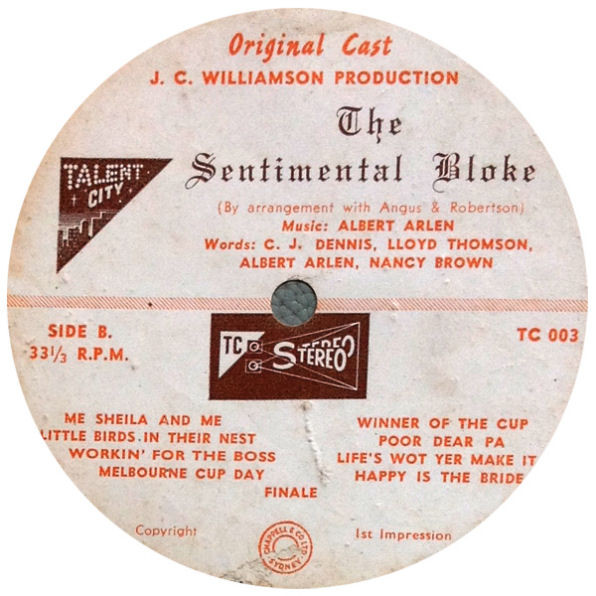 Original Cast
J. C. WILLIAMSON PRODUCTION
The
Sentimental Bloke
TALENT
CITY
(By arrangement with Angus & Robertson)
Music: ALBERT ARLEN
Words: C. J. DENNIS, LLOYD THOMSON,
ALBERT ARLEN, NANCY BROWN
SIDE B.
33⅓ R.P.M.
TC
STEREO
STEREO
TC 003
ME SHEILA AND ME
LITTLE BIRDS IN THEIR NEST
WORKIN' FOR THE BOSS
MELBOURNE CUP DAY
WINNER OF THE CUP
POOR DEAR PA
LIFE'S WOT YER MAKE IT
HAPPY IS THE BRIDE
FINALE
Copyright
CHAPPELL & CO LTD
SYDNEY
1st Impression